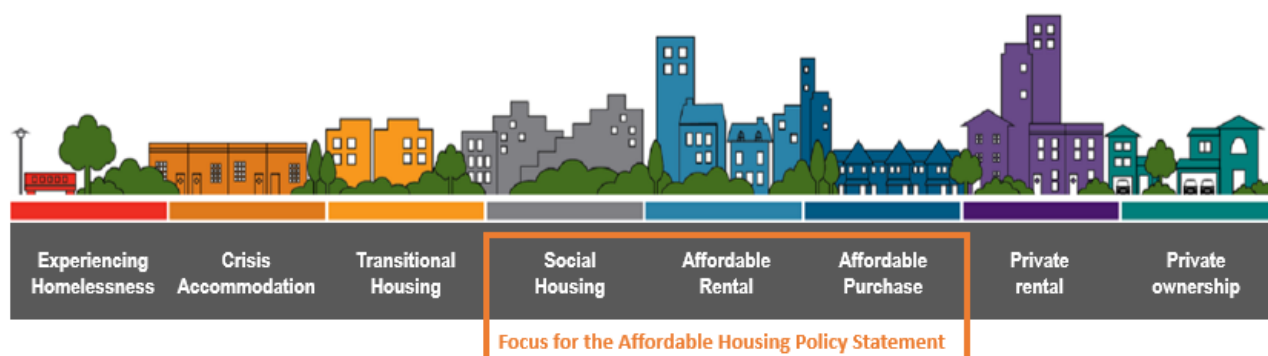 Experiencing
Homelessness
Crisis
Accommodation
Transitional
Housing
Social
Housing
Affordable
Rental
Affordable
Purchase
Private
rental
Private
ownership
Focus for the Affordable Housing Policy Statement